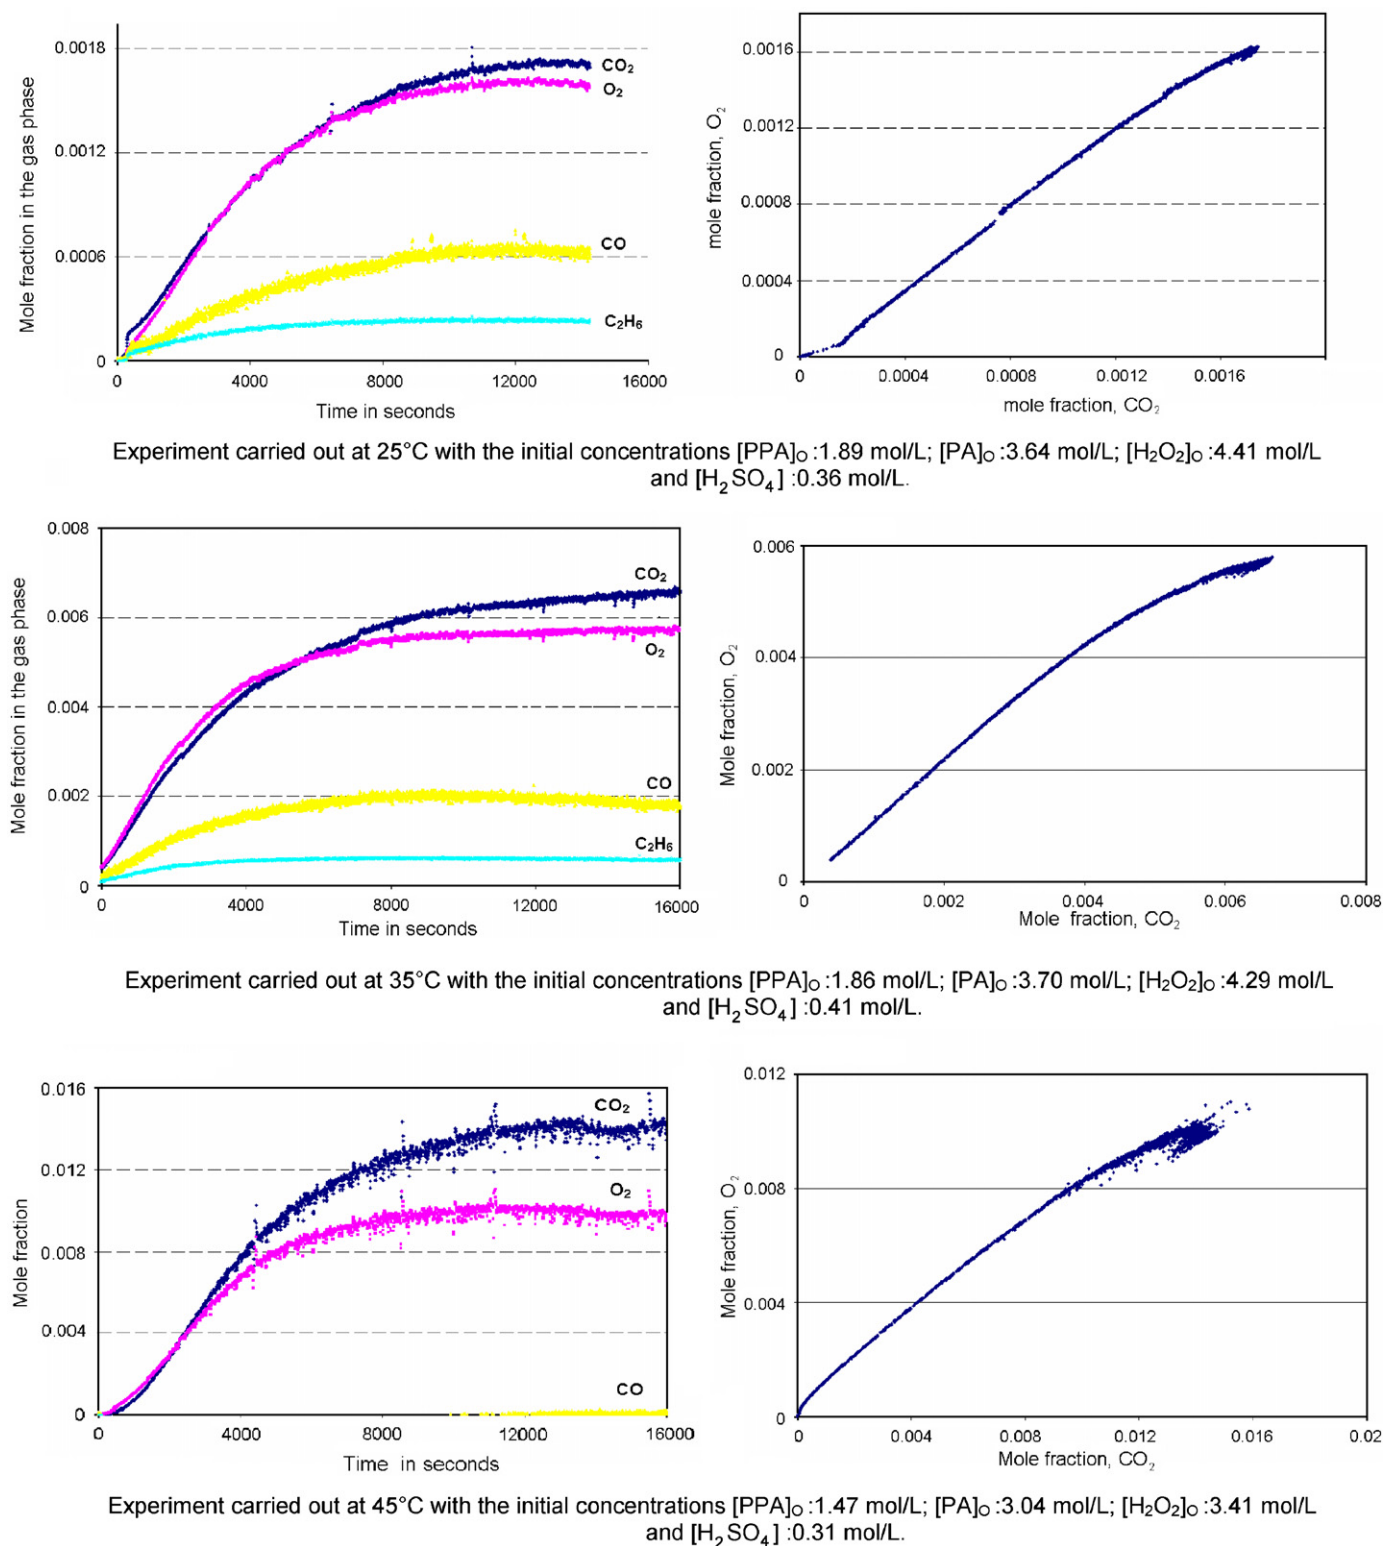 0.0018
0.0012
0.0006
0
0
4000
8000
12000
16000
Mole fraction in the gas phase
Time in seconds
CO₂
O₂
CO
C₂H₆
0.0016
0.0012
0.0008
0.0004
0
0
0.0004
0.0008
0.0012
0.0016
mole fraction, O₂
mole fraction, CO₂
Experiment carried out at 25°C with the initial concentrations [PPA]₀ :1.89 mol/L; [PA]₀ :3.64 mol/L; [H₂O₂]₀ :4.41 mol/L
and [H₂SO₄] :0.36 mol/L.
0.008
0.006
0.004
0.002
0
0
4000
8000
12000
16000
Mole fraction in the gas phase
Time in seconds
CO₂
O₂
CO
C₂H₆
0.006
0.004
0.002
0
0
0.002
0.004
0.006
0.008
Mole fraction, O₂
Mole fraction, CO₂
Experiment carried out at 35°C with the initial concentrations [PPA]₀ :1.86 mol/L; [PA]₀ :3.70 mol/L; [H₂O₂]₀ :4.29 mol/L
and [H₂SO₄] :0.41 mol/L.
0.016
0.012
0.008
0.004
0
0
4000
8000
12000
16000
Mole fraction
Time in seconds
CO₂
O₂
CO
0.012
0.008
0.004
0
0
0.004
0.008
0.012
0.016
0.02
Mole fraction, O₂
Mole fraction, CO₂
Experiment carried out at 45°C with the initial concentrations [PPA]₀ :1.47 mol/L; [PA]₀ :3.04 mol/L; [H₂O₂]₀ :3.41 mol/L
and [H₂SO₄] :0.31 mol/L.